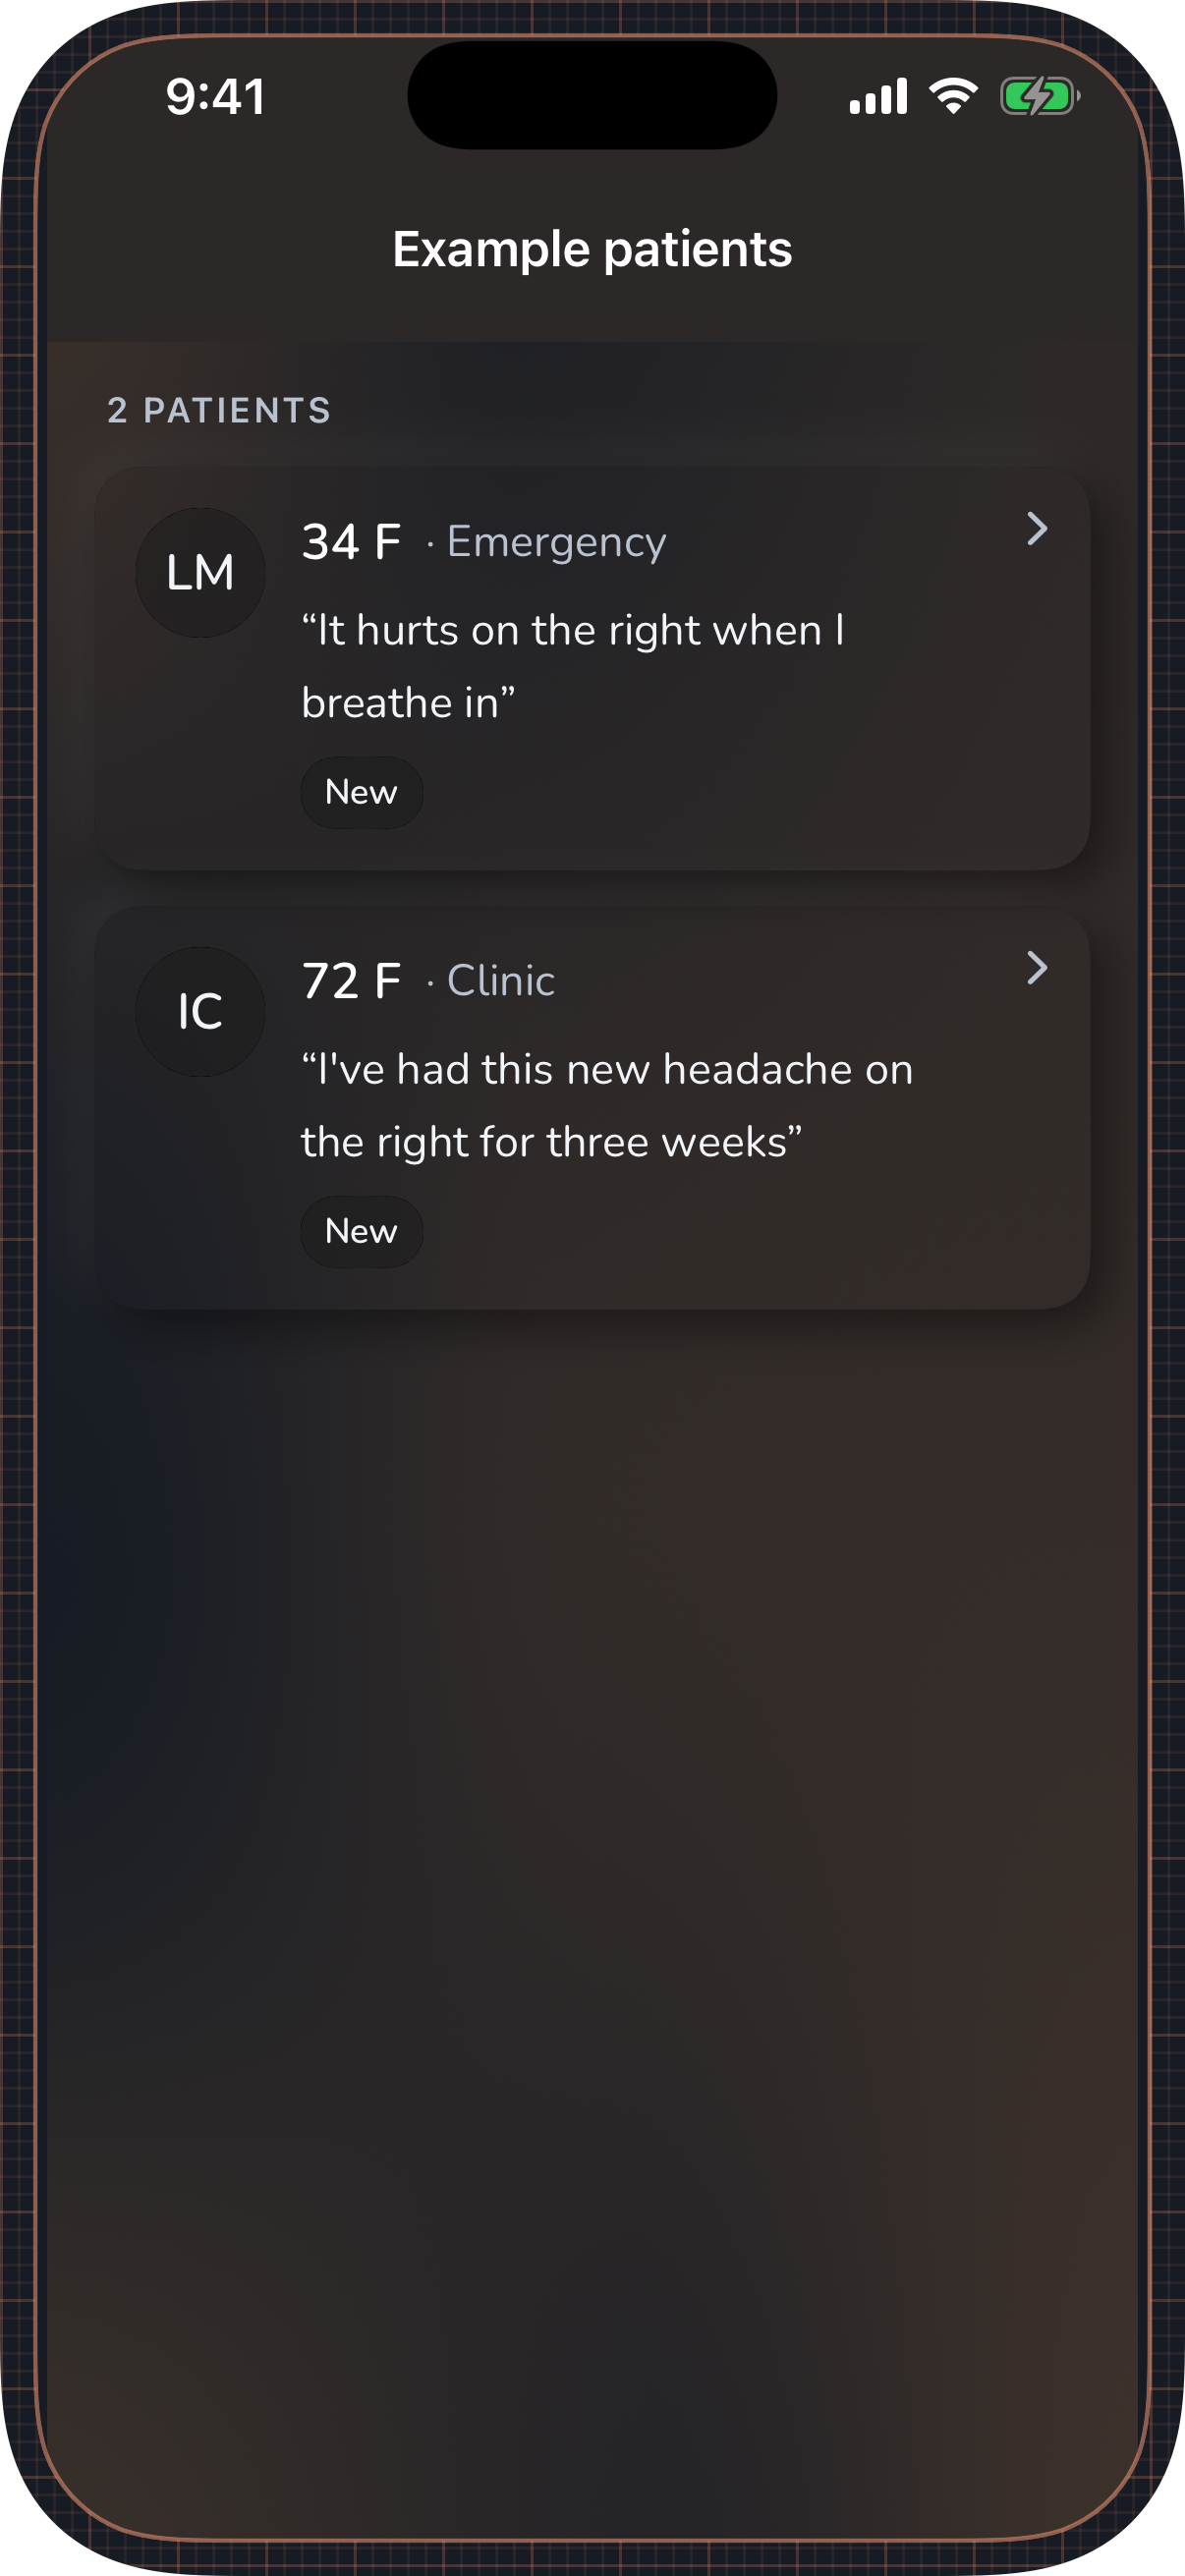 9:41
Example patients
2 PATIENTS
LM
34 F · Emergency
“It hurts on the right when I
breathe in”
New
IC
72 F · Clinic
“I've had this new headache on
the right for three weeks”
New